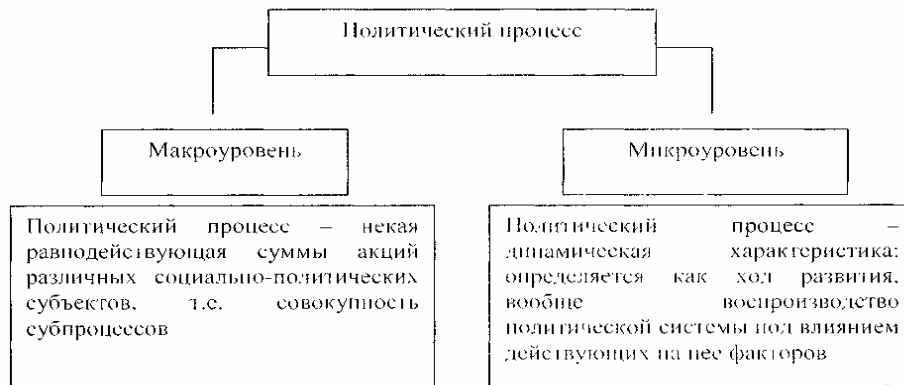 Политический процесс
Макроуровень
Микроуровень
Политический процесс – некая
равнодействующая суммы акций
различных социально-политических
субъектов, т.е. совокупность
субпроцессов
Политический процесс –
динамическая характеристика:
определяется как ход развития,
вообще воспроизводство
политической системы под влиянием
действующих на нее факторов